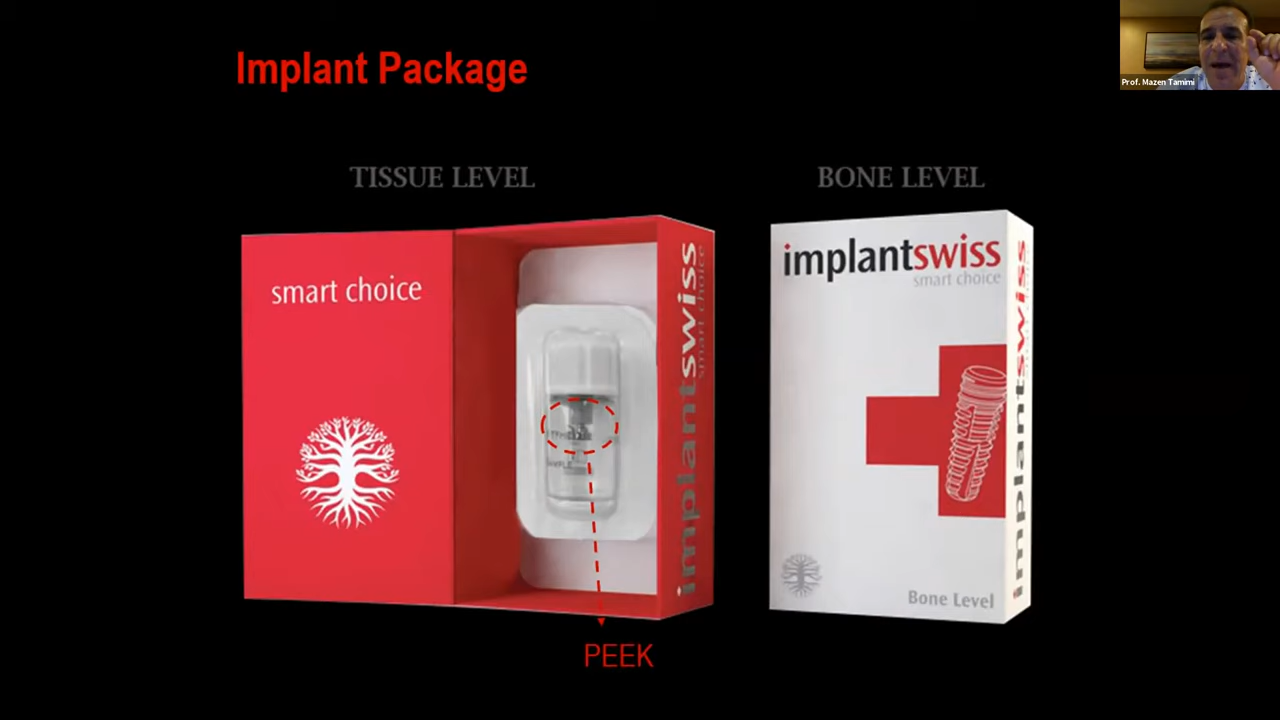 Prof. Mazen Tamimi
Implant Package
TISSUE LEVEL
BONE LEVEL
smart choice
implantswiss
smart choice
implantswiss
smart choice
implantswiss
Bone Level
PEEK